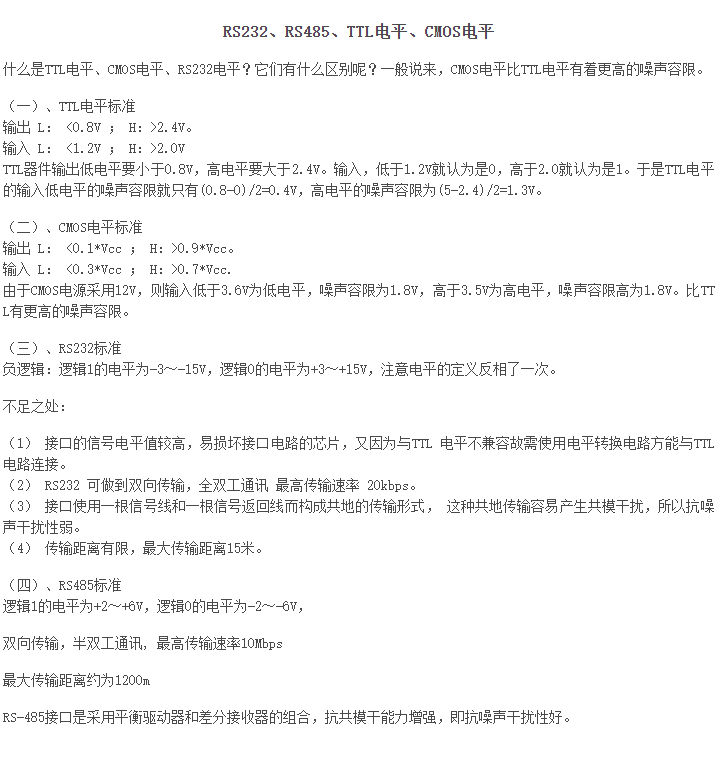 RS232、RS485、TTL电平、CMOS电平
什么是TTL电平、CMOS电平、RS232电平？它们有什么区别呢？一般说来，CMOS电平比TTL电平有着更高的噪声容限。
（一）、TTL电平标准
输出 L： <0.8V ； H：>2.4V。
输入 L： <1.2V ； H：>2.0V
TTL器件输出低电平要小于0.8V，高电平要大于2.4V。输入，低于1.2V就认为是0，高于2.0就认为是1。于是TTL电平
的输入低电平的噪声容限就只有(0.8-0)/2=0.4V，高电平的噪声容限为(5-2.4)/2=1.3V。
（二）、CMOS电平标准
输出 L： <0.1*Vcc ； H：>0.9*Vcc。
输入 L： <0.3*Vcc ； H：>0.7*Vcc.
由于CMOS电源采用12V，则输入低于3.6V为低电平，噪声容限为1.8V，高于3.5V为高电平，噪声容限高为1.8V。比TT
L有更高的噪声容限。
（三）、RS232标准
负逻辑：逻辑1的电平为-3～-15V，逻辑0的电平为+3～+15V，注意电平的定义反相了一次。
不足之处：
（1） 接口的信号电平值较高，易损坏接口电路的芯片，又因为与TTL 电平不兼容故需使用电平转换电路方能与TTL
电路连接。
（2） RS232 可做到双向传输，全双工通讯 最高传输速率 20kbps。
（3） 接口使用一根信号线和一根信号返回线而构成共地的传输形式， 这种共地传输容易产生共模干扰，所以抗噪
声干扰性弱。
（4） 传输距离有限，最大传输距离15米。
（四）、RS485标准
逻辑1的电平为+2～+6V，逻辑0的电平为-2～-6V，
双向传输，半双工通讯，最高传输速率10Mbps
最大传输距离约为1200m
RS-485接口是采用平衡驱动器和差分接收器的组合，抗共模干能力增强，即抗噪声干扰性好。